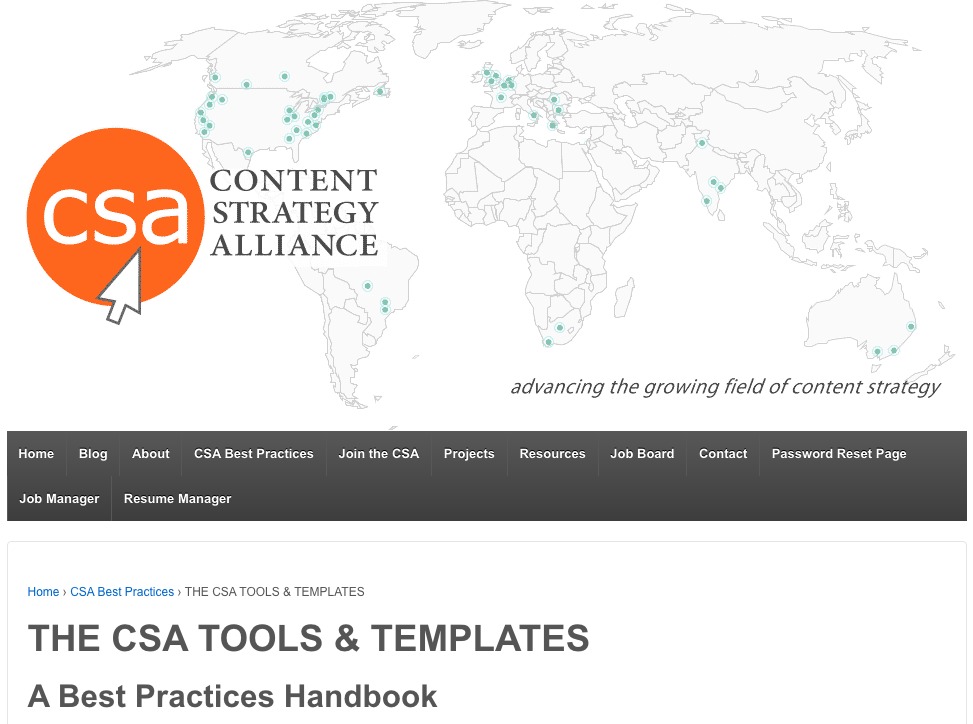 csa
CONTENT
STRATEGY
ALLIANCE
advancing the growing field of content strategy
Home Blog About CSA Best Practices Join the CSA Projects Resources Job Board Contact Password Reset Page
Job Manager Resume Manager
Home › CSA Best Practices › THE CSA TOOLS & TEMPLATES
THE CSA TOOLS & TEMPLATES
A Best Practices Handbook